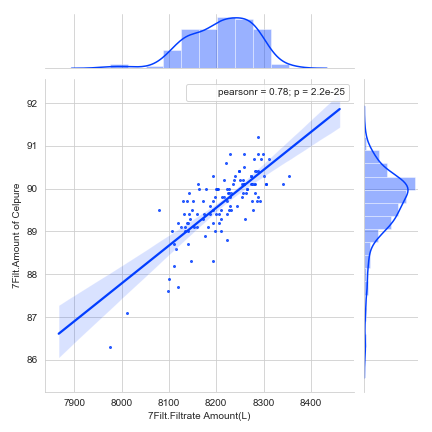 pearsonr = 0.78; p = 2.2e-25
92
91
90
89
88
87
86
7Filt.Amount of Celpure
7900 8000 8100 8200 8300 8400
7Filt.Filtrate Amount(L)